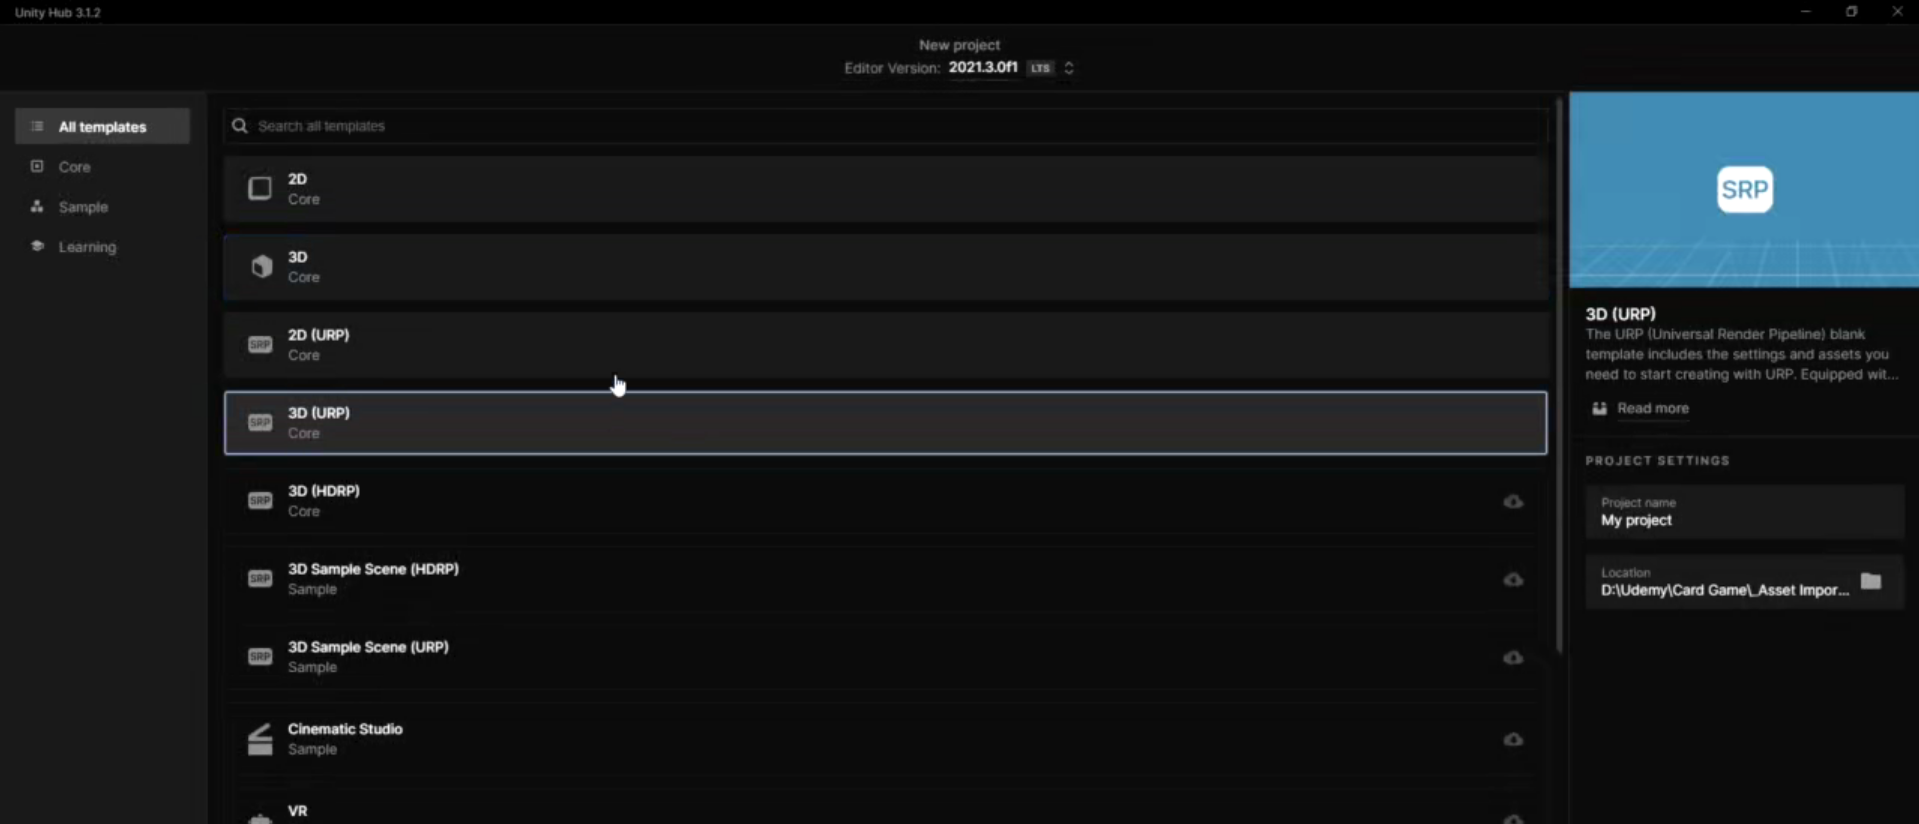 Unity Hub 3.1.2
New project
Editor Version: 2021.3.0f1 LTS
All templates
Core
Sample
Learning
Search all templates
2D
Core
3D
Core
2D (URP)
Core
SRP
3D (URP)
Core
SRP
3D (HDRP)
Core
SRP
3D Sample Scene (HDRP)
Sample
SRP
3D Sample Scene (URP)
Sample
SRP
Cinematic Studio
Sample
VR
SRP
3D (URP)
The URP (Universal Render Pipeline) blank
template includes the settings and assets you
need to start creating with URP. Equipped wit...
Read more
PROJECT SETTINGS
Project name
My project
Location
D:\Udemy\Card Game\_Asset Impor...